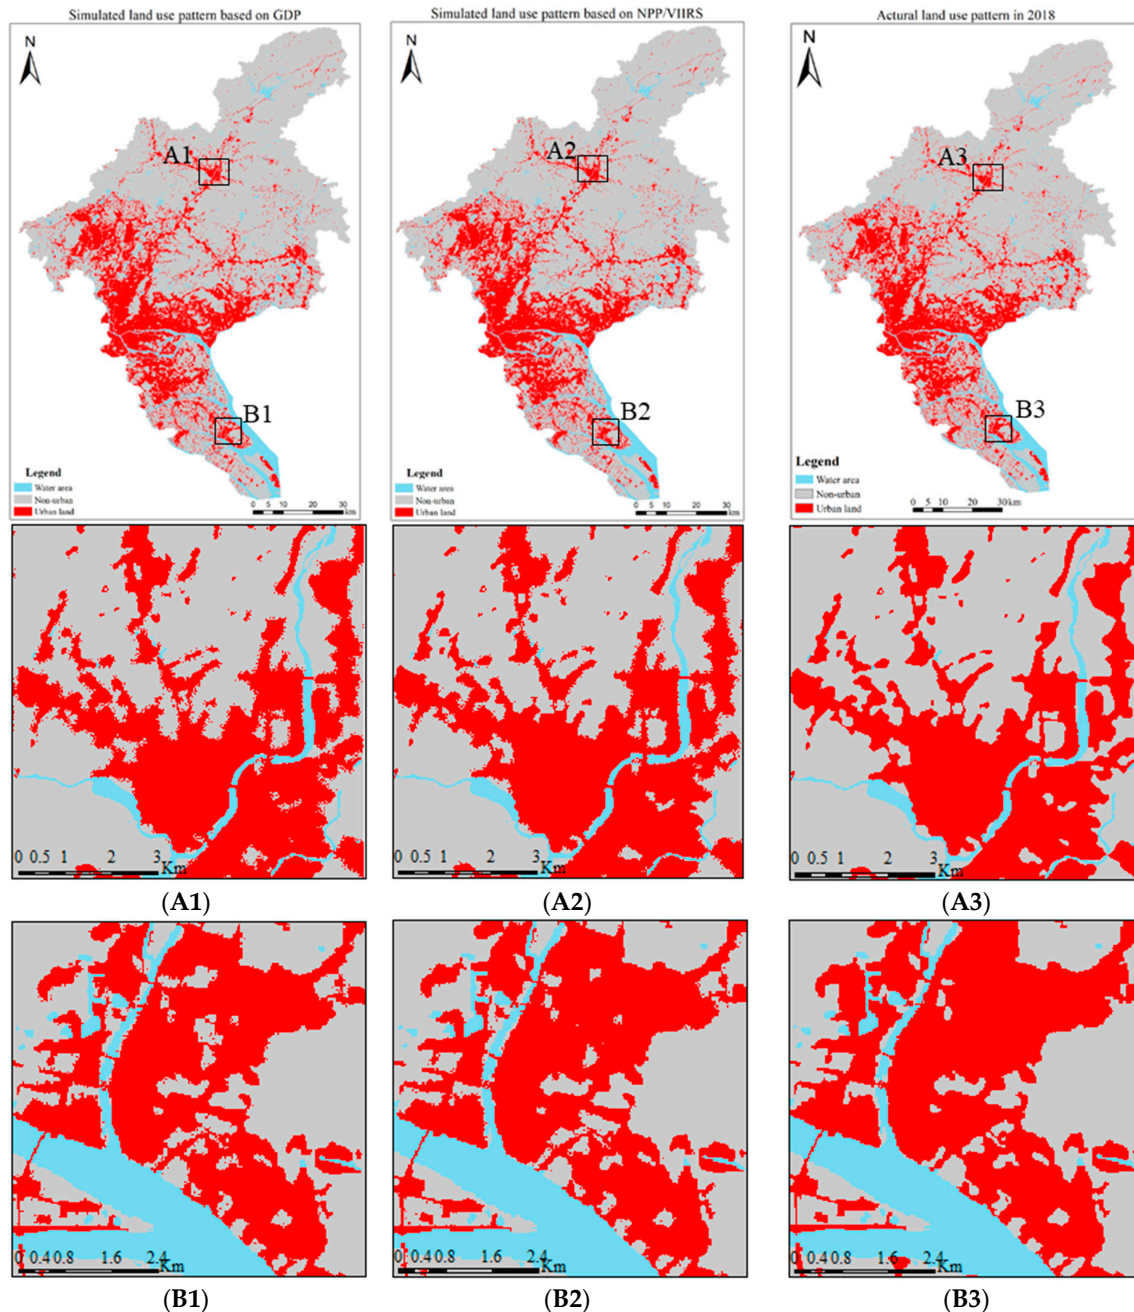 Simulated land use pattern based on GDP
N
A1
B1
Legend
Water area
Non-urban
Urban land
0 5 10 20 30 km
Simulated land use pattern based on NPP/VIIRS
N
A2
B2
Legend
Water area
Non-urban
Urban land
0 5 10 20 30 km
Actural land use pattern in 2018
N
A3
B3
Legend
Water area
Non-urban
Urban land
0 5 10 20 30 km
0 0.5 1 2 3 Km
0 0.5 1 2 3 Km
0 0.5 1 2 3 Km
(A1)
(A2)
(A3)
0 0.4 0.8 1.6 2.4 Km
0 0.4 0.8 1.6 2.4 Km
0 0.4 0.8 1.6 2.4 Km
(B1)
(B2)
(B3)